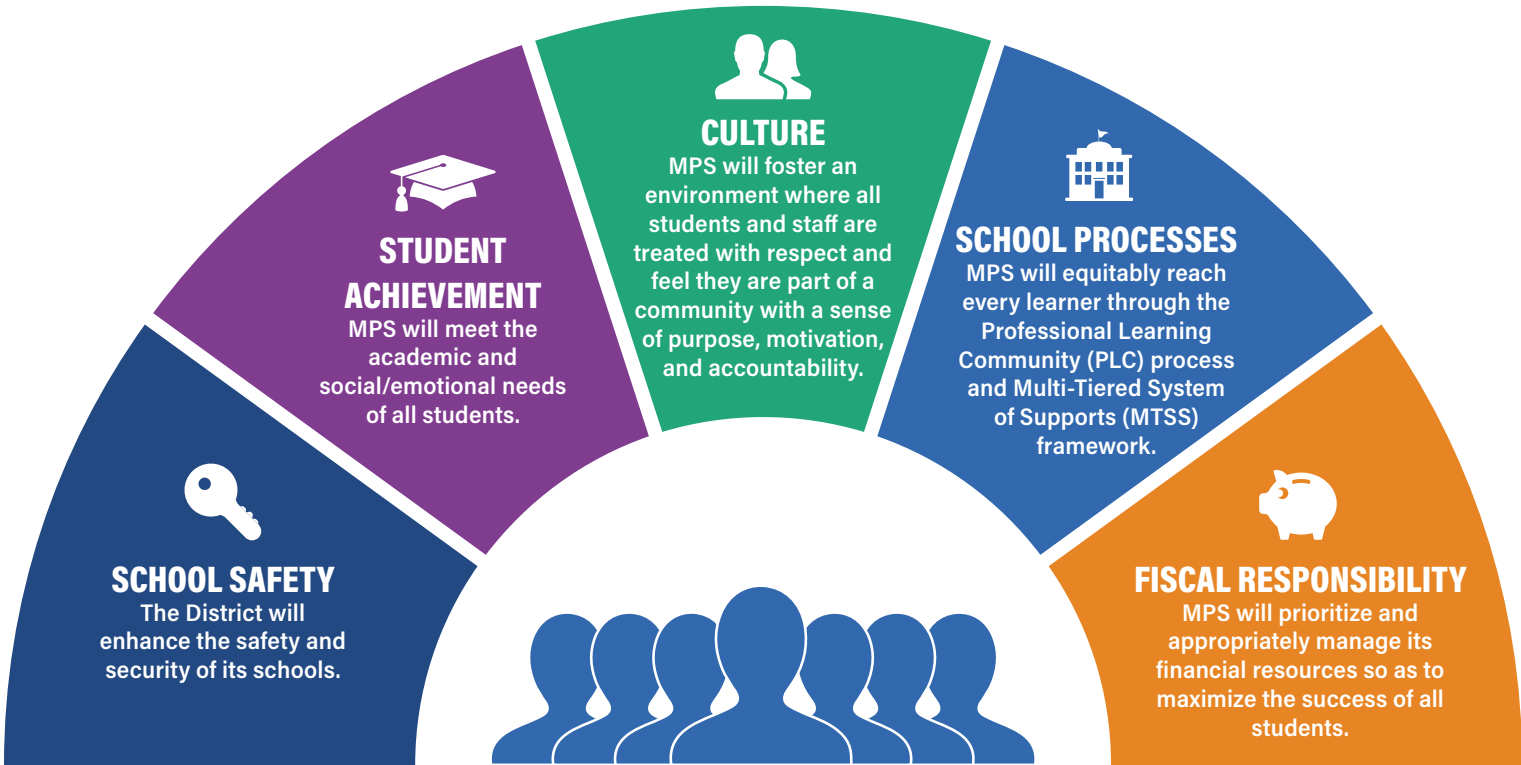 SCHOOL SAFETY
The District will
enhance the safety and
security of its schools.
STUDENT
ACHIEVEMENT
MPS will meet the
academic and
social/emotional needs
of all students.
CULTURE
MPS will foster an
environment where all
students and staff are
treated with respect and
feel they are part of a
community with a sense
of purpose, motivation,
and accountability.
SCHOOL PROCESSES
MPS will equitably reach
every learner through the
Professional Learning
Community (PLC) process
and Multi-Tiered System
of Supports (MTSS)
framework.
FISCAL RESPONSIBILITY
MPS will prioritize and
appropriately manage its
financial resources so as to
maximize the success of all
students.